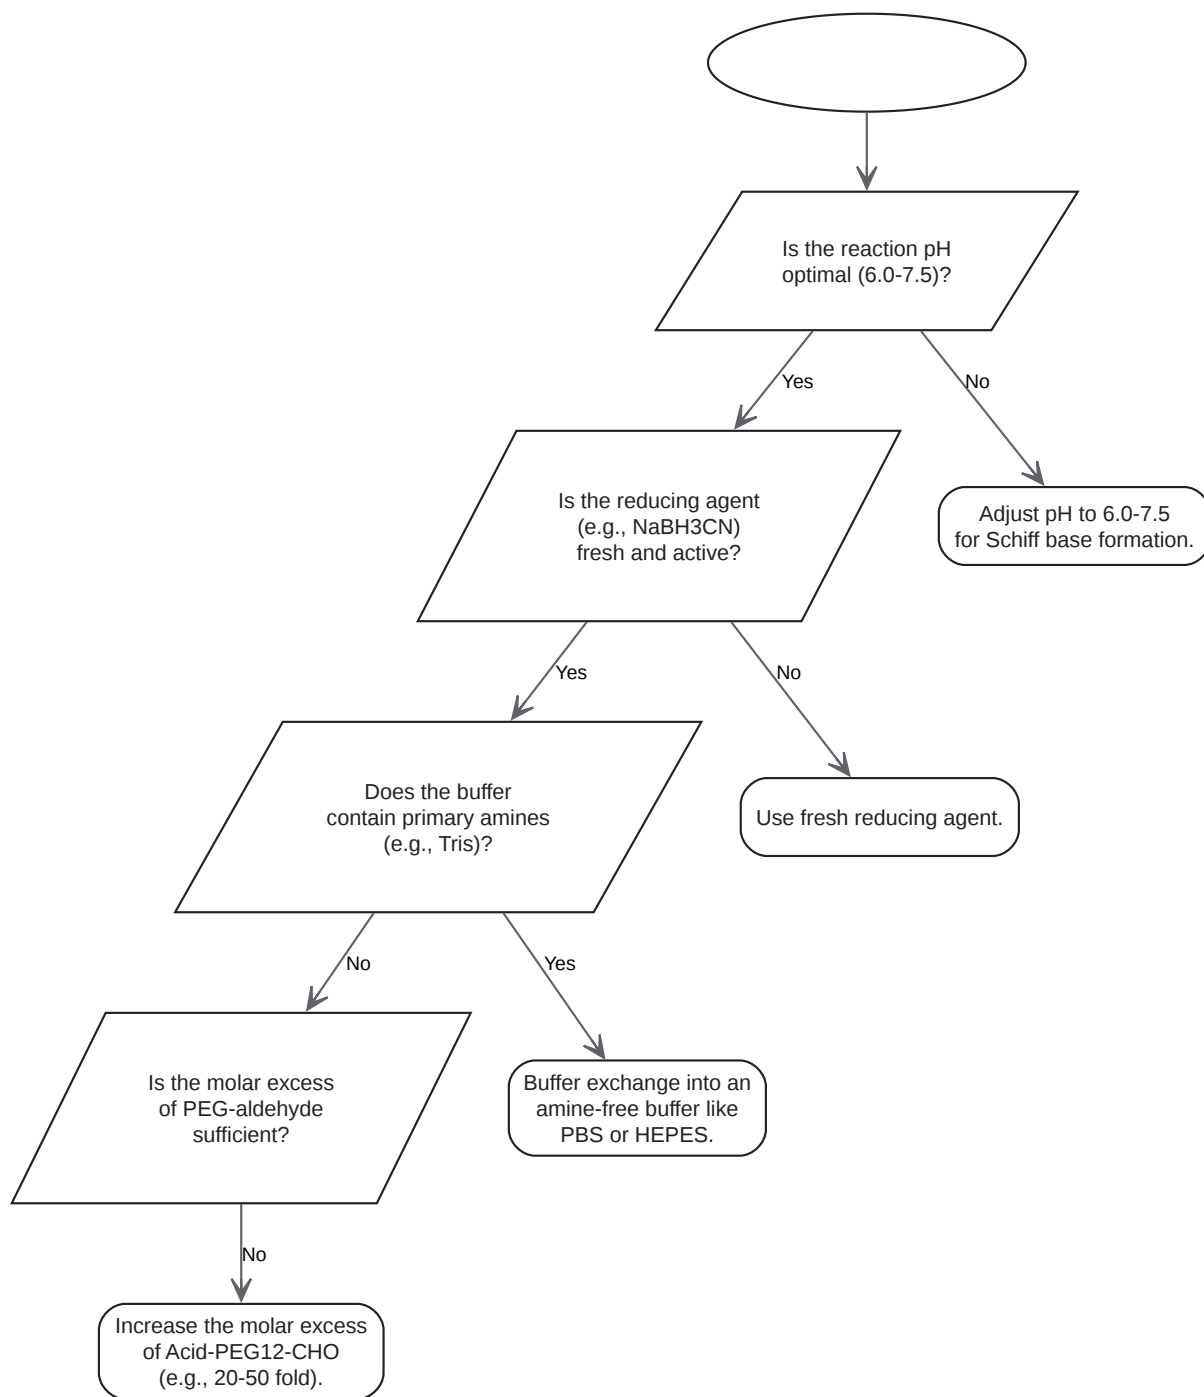 Is the reaction pH
optimal (6.0-7.5)?
Yes
No
Is the reducing agent
(e.g., NaBH3CN)
fresh and active?
Adjust pH to 6.0-7.5
for Schiff base formation.
Yes
No
Does the buffer
contain primary amines
(e.g., Tris)?
Use fresh reducing agent.
No
Yes
Is the molar excess
of PEG-aldehyde
sufficient?
Buffer exchange into an
amine-free buffer like
PBS or HEPES.
No
Increase the molar excess
of Acid-PEG12-CHO
(e.g., 20-50 fold).